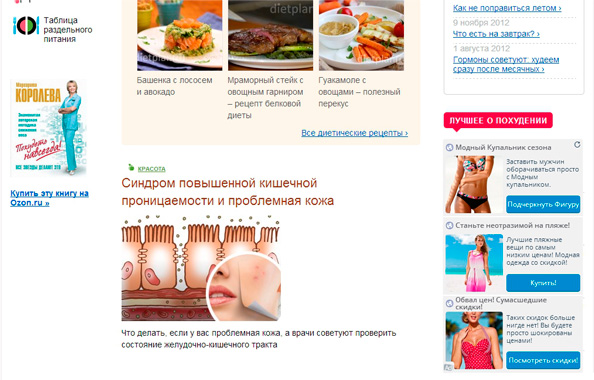 Таблица
раздельного
питания
Маргарита
КОРОЛЕВА
Похудеть
навсегда!
Купить эту книгу на
Ozon.ru »
dietplan
dietplan
dietplan
Башенка с лососем
и авокадо
Мраморный стейк с
овощным гарниром
– рецепт белковой
диеты
Гуакамоле с
овощами – полезный
перекус
Все диетические рецепты ›
КРАСОТА
Синдром повышенной кишечной
проницаемости и проблемная кожа
Что делать, если у вас проблемная кожа, а врачи советуют проверить
состояние желудочно-кишечного тракта
Как не поправиться летом ›
9 ноября 2012
Что есть на завтрак? ›
1 августа 2012
Гормоны советуют: худеем
сразу после месячных ›
ЛУЧШЕЕ О ПОХУДЕНИИ
Модный Купальник сезона
Заставить мужчин
оборачиваться просто
с Модным
купальником.
Подчеркнуть Фигуру
Станьте неотразимой на пляже!
Лучшие пляжные
вещи по самым
низким ценам! Модная
одежда со скидкой!
Купить!
Обвал цен! Сумасшедшие
скидки!
Таких скидок больше
нигде нет! Вы будете
просто шокированы
ценами!
Посмотреть скидки!